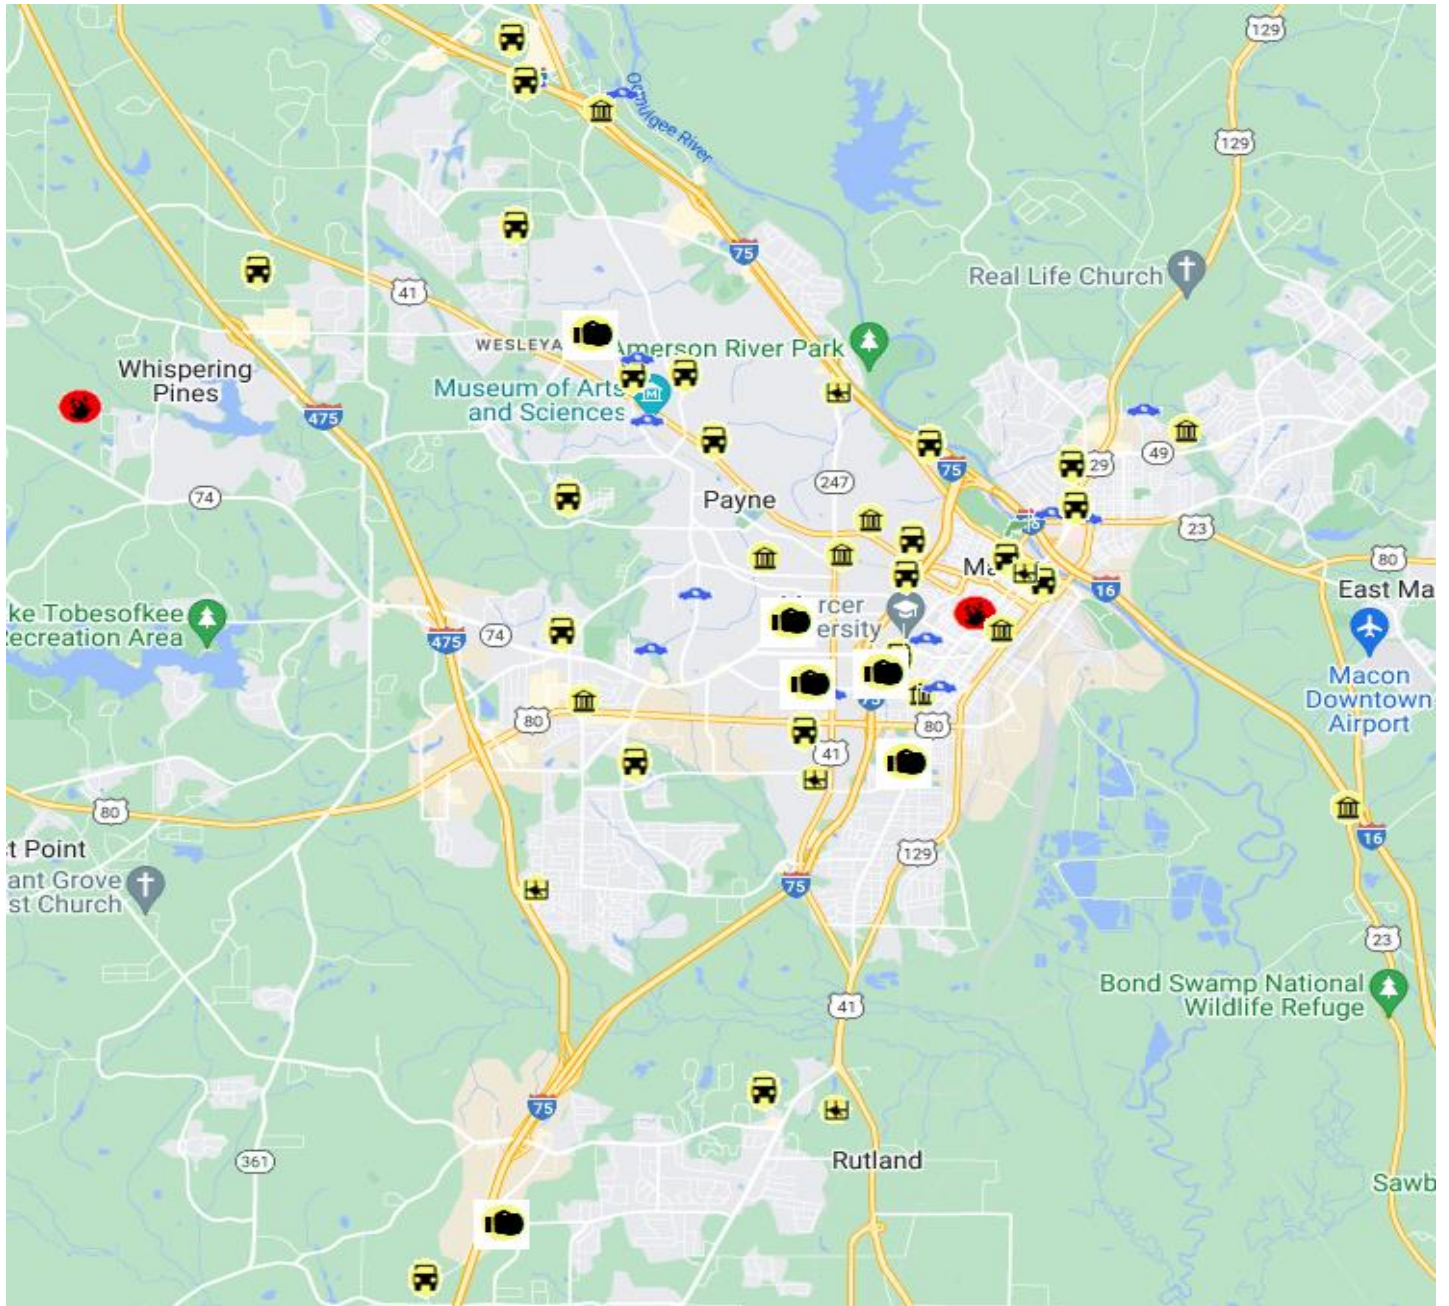 129
Ocmulgee River
129
75
Real Life Church
41
WESLEYA
Amerson River Park
Whispering
Pines
Museum of Arts
and Sciences
475
49
29
75
74
247
Payne
23
80
Ma
16
East Ma
ke Tobesofkee
Recreation Area
475
74
rcer
ersity
Macon
Downtown
Airport
80
75
80
41
80
16
ct Point
ant Grove
st Church
129
75
23
Bond Swamp National
Wildlife Refuge
41
75
361
Rutland
Sawb